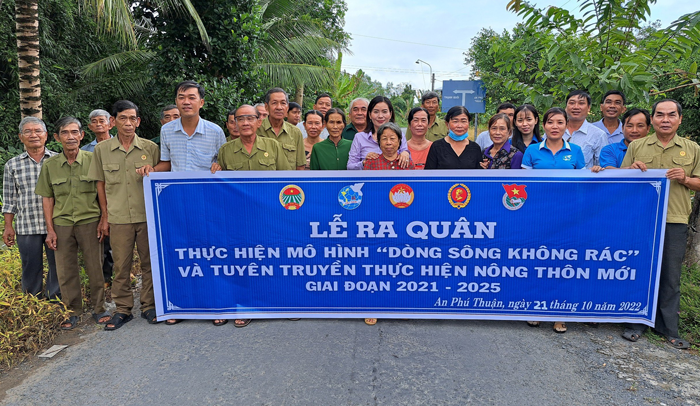 LỄ RA QUÂN
THỰC HIỆN MÔ HÌNH “DÒNG SÔNG KHÔNG RÁC”
VÀ TUYÊN TRUYỀN THỰC HIỆN NÔNG THÔN MỚI
GIAI ĐOẠN 2021 - 2025
An Phú Thuận, ngày 21 tháng 10 năm 2022